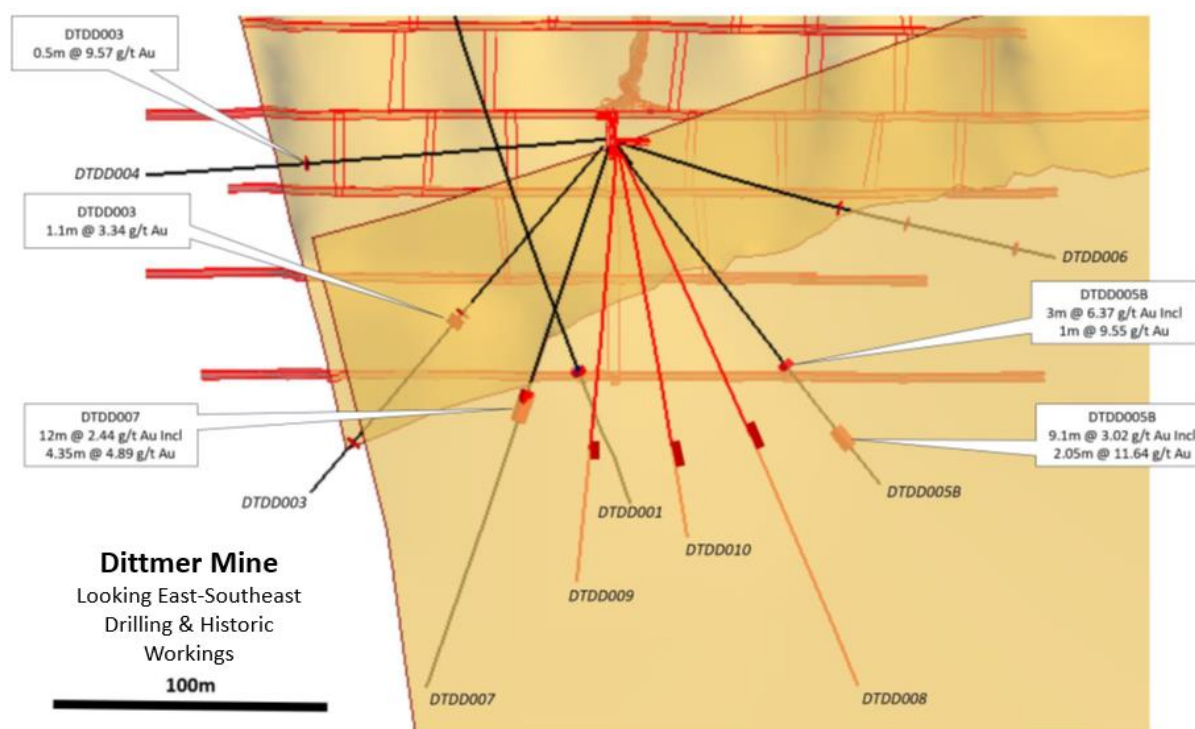 DTDD003
0.5m @ 9.57 g/t Au
DTDD004
DTDD003
1.1m @ 3.34 g/t Au
DTDD006
DTDD005B
3m @ 6.37 g/t Au Incl
1m @ 9.55 g/t Au
DTDD007
12m @ 2.44 g/t Au Incl
4.35m @ 4.89 g/t Au
DTDD005B
9.1m @ 3.02 g/t Au Incl
2.05m @ 11.64 g/t Au
DTDD003
DTDD001
DTDD005B
DTDD010
DTDD009
DTDD007
DTDD008
Dittmer Mine
Looking East-Southeast
Drilling & Historic
Workings
100m